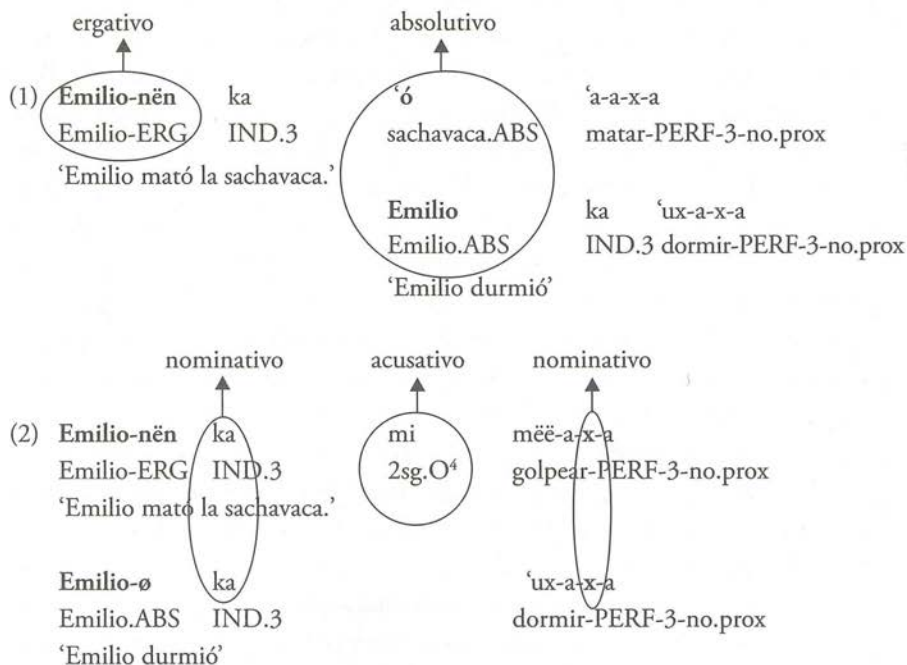 ergativo absolutivo
(1) Emilio-nën ka ‘ó ‘a-a-x-a
Emilio-ERG IND.3 sachavaca.ABS matar-PERF-3-no.prox
‘Emilio mató la sachavaca.’
Emilio ka ‘ux-a-x-a
Emilio.ABS IND.3 dormir-PERF-3-no.prox
‘Emilio durmió’
nominativo acusativo nominativo
(2) Emilio-nën ka mi mëë-a-x-a
Emilio-ERG IND.3 2sg.O⁴ golpear-PERF-3-no.prox
‘Emilio mató la sachavaca.’
Emilio-ø ka ‘ux-a-x-a
Emilio.ABS IND.3 dormir-PERF-3-no.prox
‘Emilio durmió’